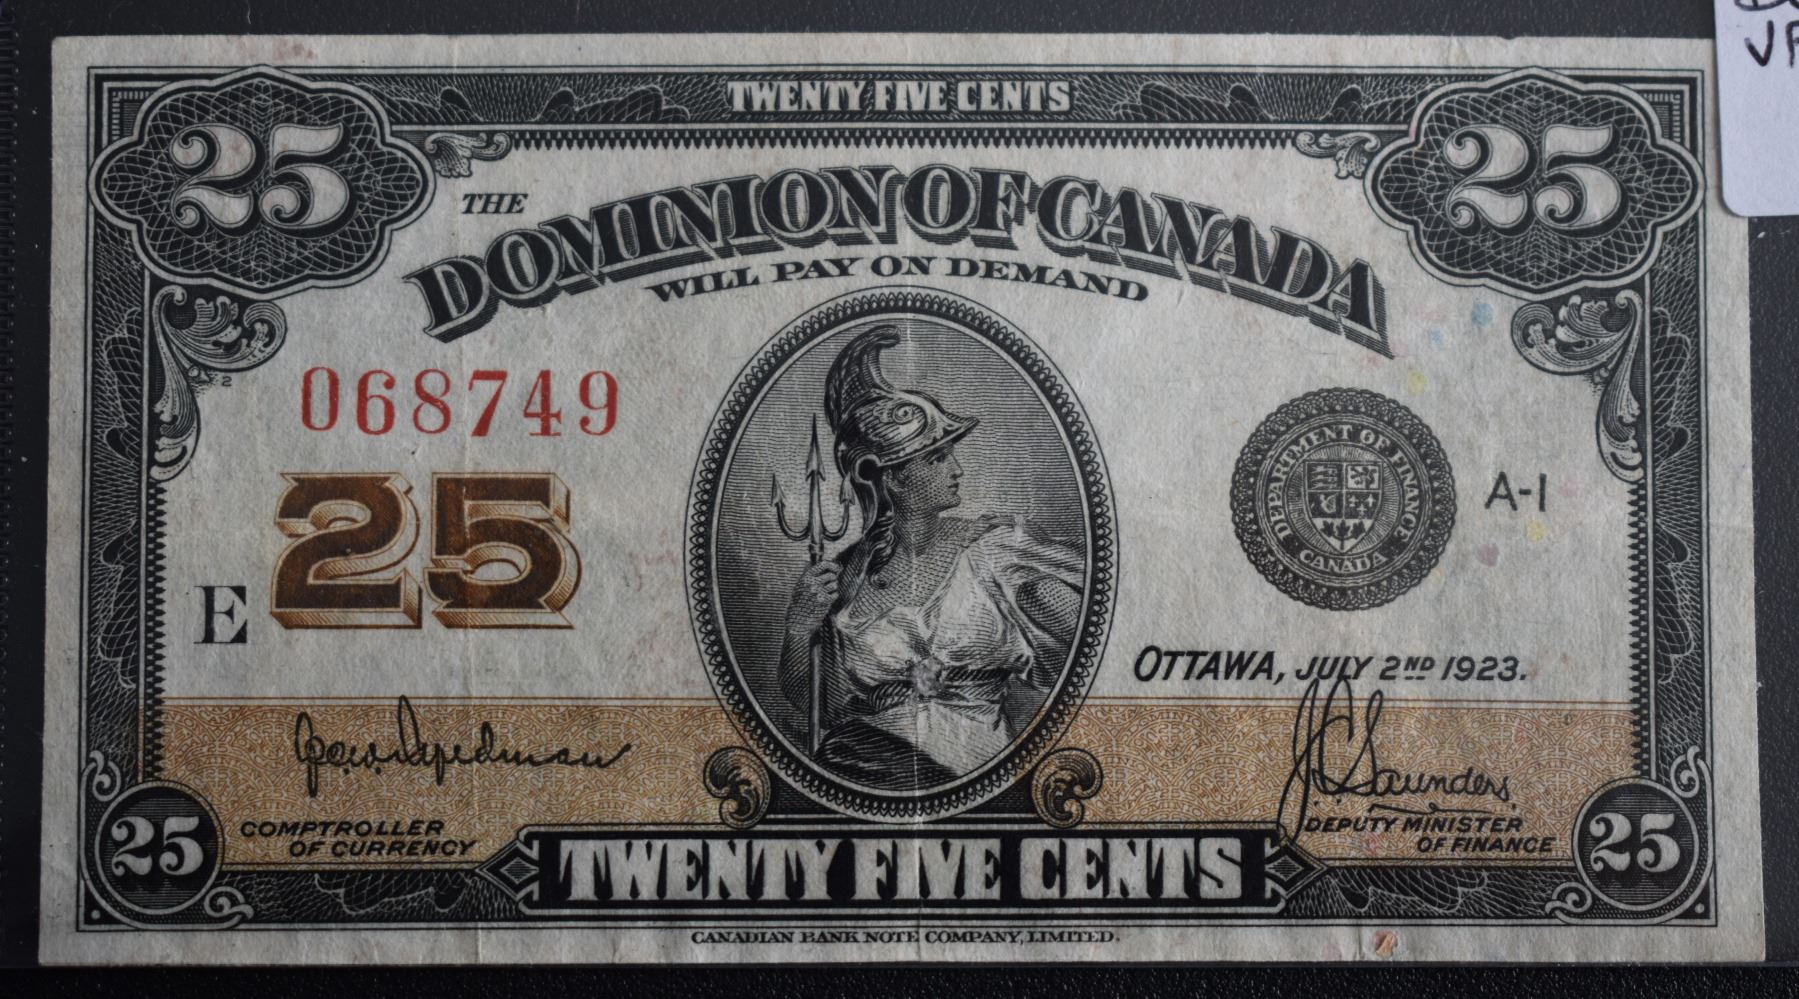 TWENTY FIVE CENTS
25
25
THE
DOMINION OF CANADA
WILL PAY ON DEMAND
2
068749
25
DEPARTMENT OF FINANCE
CANADA
A-1
E
OTTAWA, JULY 2ND 1923.
J.C. Saunders.
COMPTROLLER
OF CURRENCY
DEPUTY MINISTER
OF FINANCE
25
TWENTY FIVE CENTS
25
CANADIAN BANK NOTE COMPANY, LIMITED.